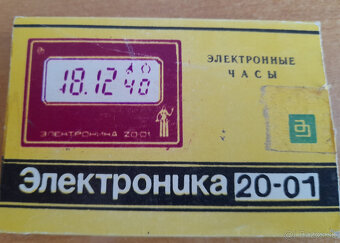 ЭЛЕКТРОННЫЕ
ЧАСЫ
18.12 40
ЭЛЕКТРОНИКА 20-01
Электроника 20-01